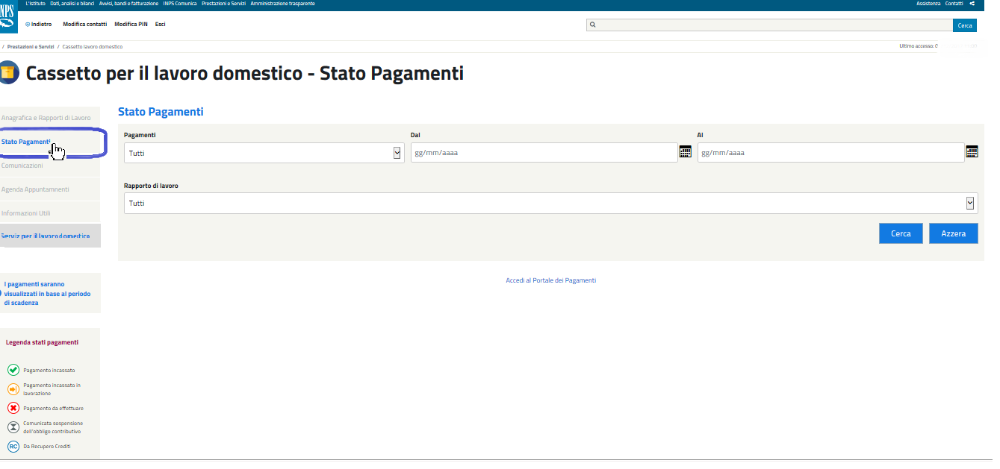 L'Istituto Dati, analisi e bilanci Avvisi, bandi e fatturazione INPS Comunica Prestazioni e Servizi Amministrazione trasparente
Assistenza Contatti
INPS
Indietro Modifica contatti Modifica PIN Esci
Cerca
/ Prestazioni e Servizi / Cassetto lavoro domestico
Ultimo accesso:
Cassetto per il lavoro domestico - Stato Pagamenti
Anagrafica e Rapporti di Lavoro
Stato Pagamenti
Comunicazioni
Agenda Appuntamnenti
Informazioni Utili
Serviz per il lavoro domestico
I pagamenti saranno
visualizzati in base al periodo
di scadenza
Legenda stati pagamenti
Pagamento incassato
Pagamento incassato in
lavorazione
Pagamento da effettuare
Comunicata sospensione
dell'obbligo contributivo
RC Da Recupero Crediti
Stato Pagamenti
Pagamenti Dal Al
Tutti gg/mm/aaaa gg/mm/aaaa
Rapporto di lavoro
Tutti
Cerca Azzera
Accedi al Portale dei Pagamenti